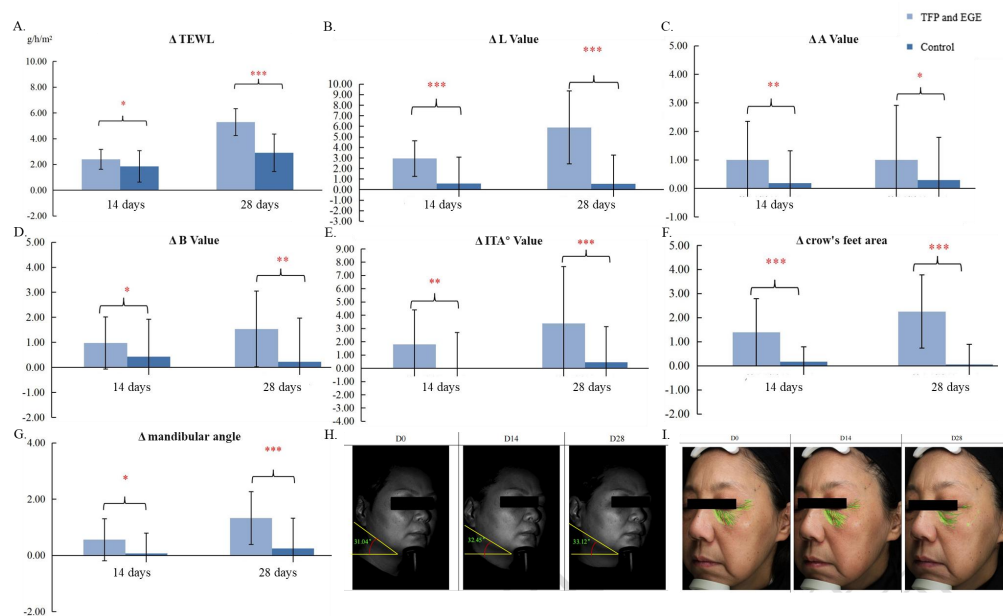 TFP and EGE
Control
A.
g/h/m²
Δ TEWL
10.00
8.00
6.00
4.00
2.00
0.00
-2.00
*
***
14 days
28 days
B.
Δ L Value
10.00
9.00
8.00
7.00
6.00
5.00
4.00
3.00
2.00
1.00
0.00
-1.00
-2.00
-3.00
***
***
14 days
28 days
C.
Δ A Value
5.00
4.00
3.00
2.00
1.00
0.00
-1.00
**
*
14 days
28 days
D.
Δ B Value
5.00
4.00
3.00
2.00
1.00
0.00
-1.00
-2.00
*
**
14 days
28 days
E.
Δ ITA° Value
9.00
8.00
7.00
6.00
5.00
4.00
3.00
2.00
1.00
0.00
-1.00
-2.00
-3.00
-4.00
**
***
14 days
28 days
F.
Δ crow's feet area
5.00
4.00
3.00
2.00
1.00
0.00
-1.00
-2.00
***
***
14 days
28 days
G.
Δ mandibular angle
4.00
2.00
0.00
-2.00
*
***
14 days
28 days
H.
D0
D14
D28
31.04°
32.45°
33.12°
I.
D0
D14
D28